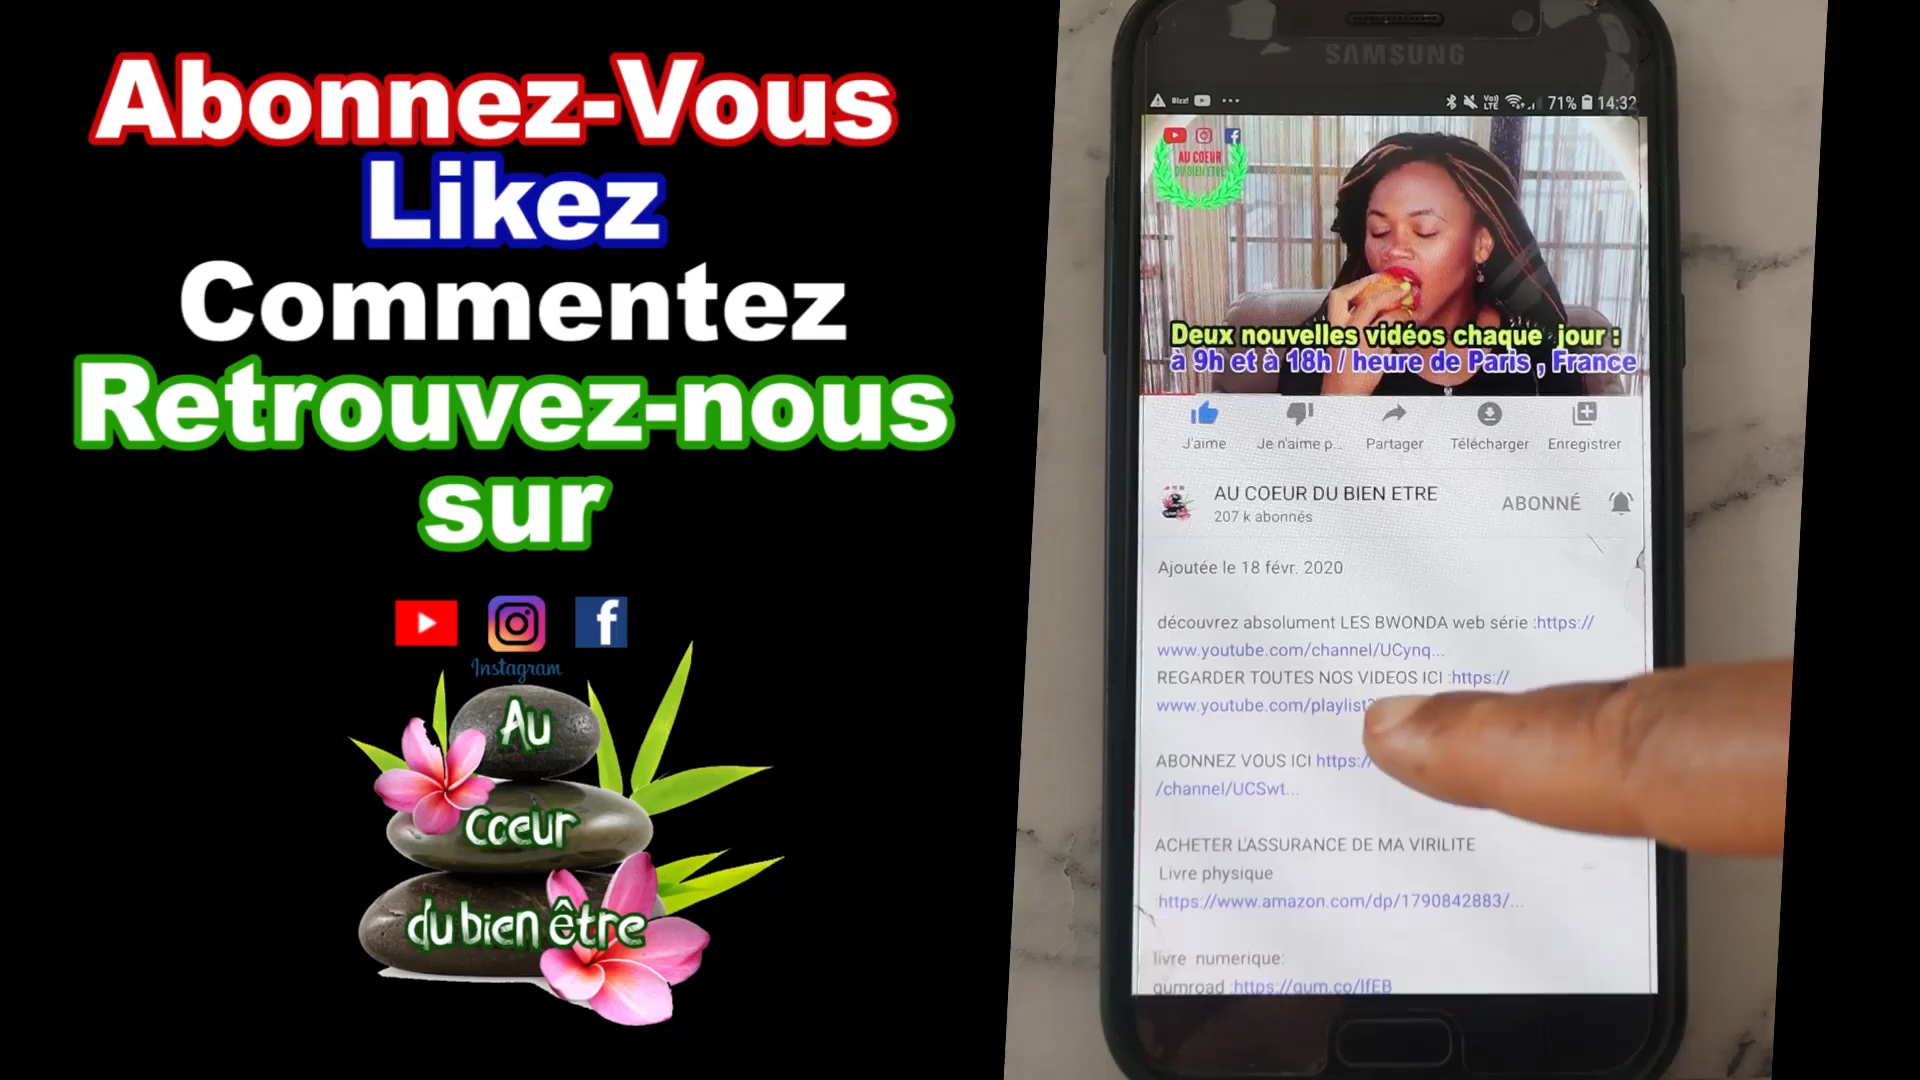 Abonnez-Vous
Likez
Commentez
Retrouvez-nous
sur
Instagram
Au
Coeur
du bien être
SAMSUNG
Bizz! Vo) LTE 71% 14:32
AU COEUR
DU BIEN ETRE
Deux nouvelles vidéos chaque jour :
à 9h et à 18h / heure de Paris , France
J'aime Je n'aime p... Partager Télécharger Enregistrer
AU COEUR DU BIEN ETRE ABONNÉ
207 k abonnés
Ajoutée le 18 févr. 2020
découvrez absolument LES BWONDA web série :https://
www.youtube.com/channel/UCynq...
REGARDER TOUTES NOS VIDEOS ICI :https://
www.youtube.com/playlist?
ABONNEZ VOUS ICI https://
/channel/UCSwt...
ACHETER L'ASSURANCE DE MA VIRILITE
Livre physique
https://www.amazon.com/dp/1790842883/...
livre numerique:
gumroad :https://gum.co/IfEB